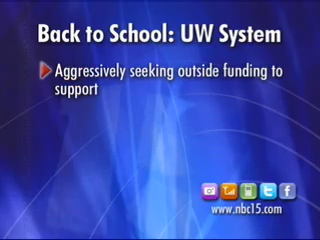 Back to School: UW System
Aggressively seeking outside funding to
support
www.nbc15.com